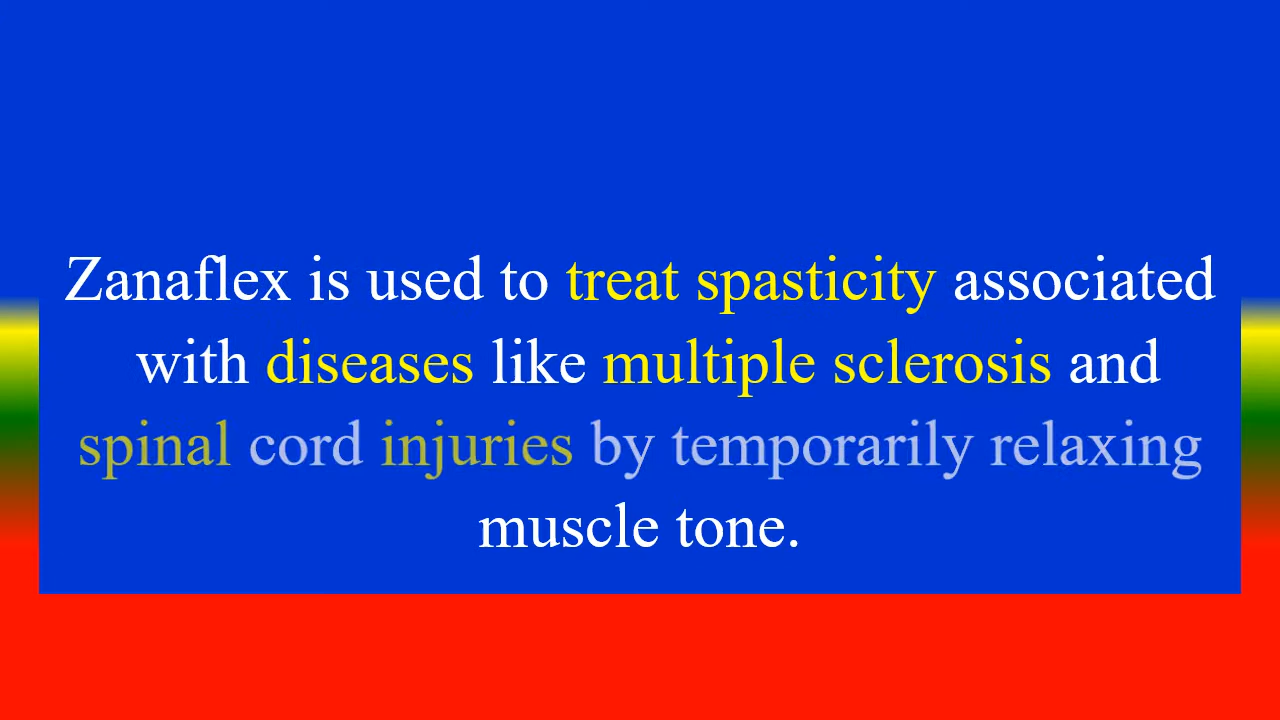 Zanaflex is used to treat spasticity associated
with diseases like multiple sclerosis and
spinal cord injuries by temporarily relaxing
muscle tone.